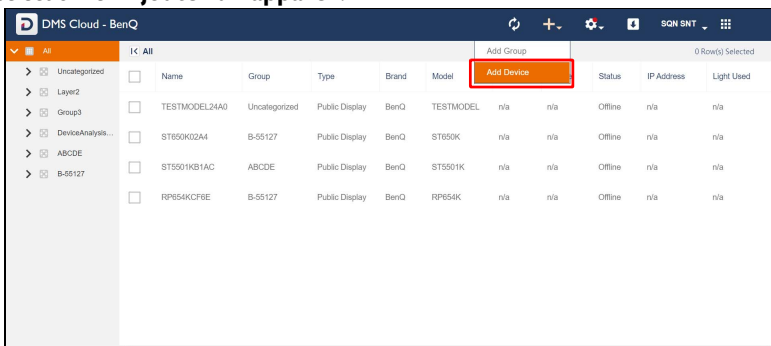 DMS Cloud - BenQ SQN SNT
All
Uncategorized
Layer2
Group3
DeviceAnalysis...
ABCDE
B-55127
All 0 Row(s) Selected
Add Group
Add Device
Name Group Type Brand Model Status IP Address Light Used
TESTMODEL24A0 Uncategorized Public Display BenQ TESTMODEL n/a n/a Offline n/a n/a
ST650K02A4 B-55127 Public Display BenQ ST650K n/a n/a Offline n/a n/a
ST5501KB1AC ABCDE Public Display BenQ ST5501K n/a n/a Offline n/a n/a
RP654KCF6E B-55127 Public Display BenQ RP654K n/a n/a Offline n/a n/a